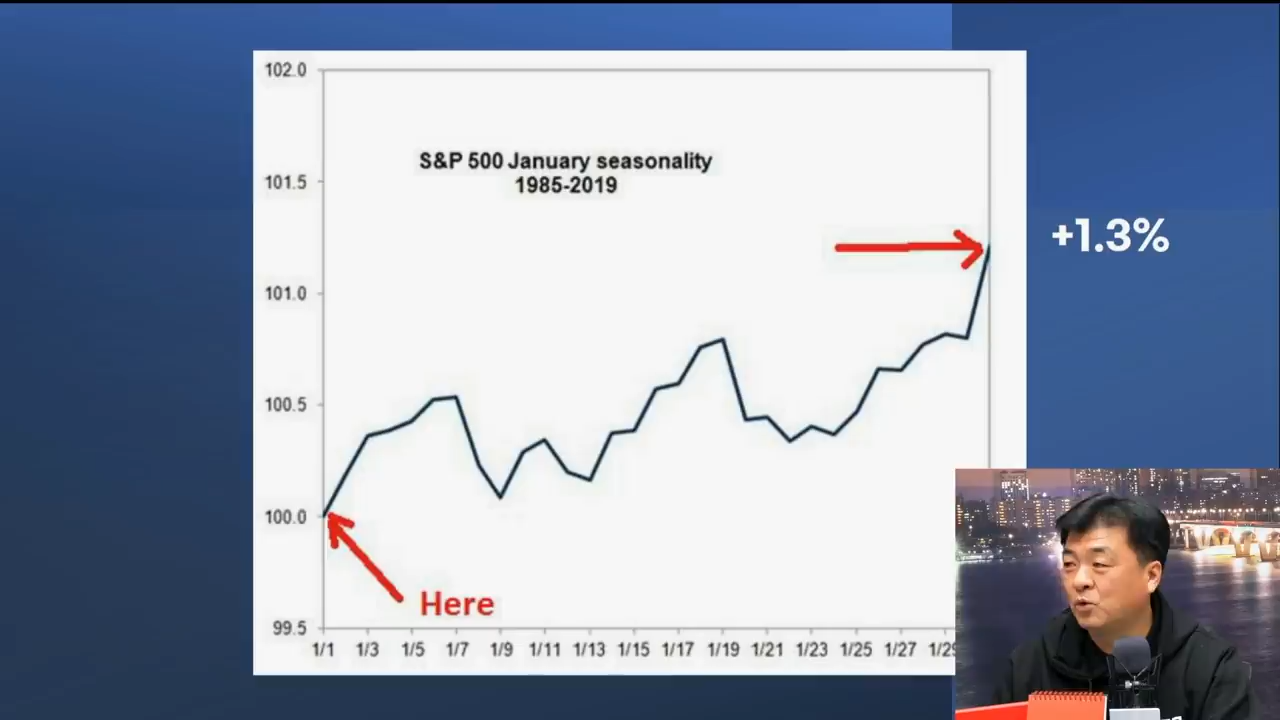 102.0
S&P 500 January seasonality
1985-2019
101.5
+1.3%
101.0
100.5
100.0
Here
99.5
1/1 1/3 1/5 1/7 1/9 1/11 1/13 1/15 1/17 1/19 1/21 1/23 1/25 1/27